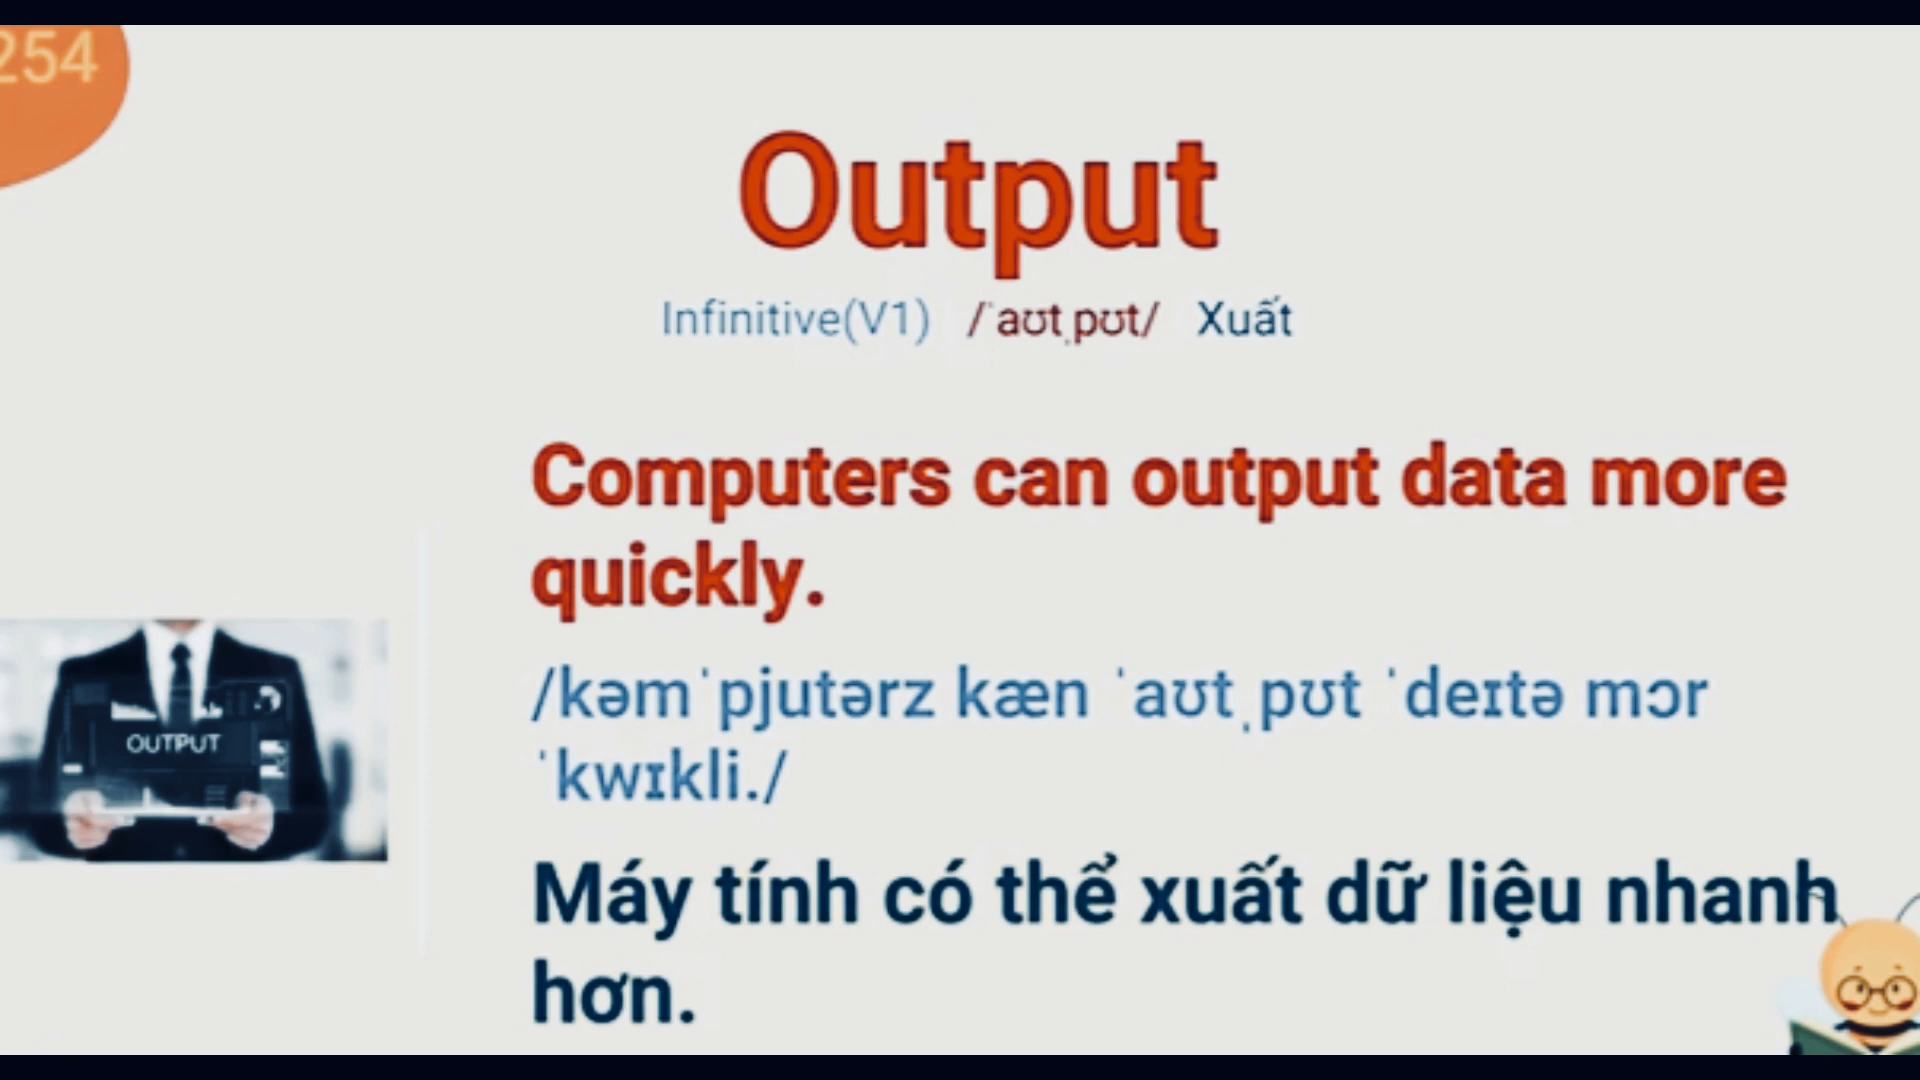 254
Output
Infinitive(V1) /ˈaʊtˌpʊt/ Xuất
Computers can output data more
quickly.
/kəmˈpjutərz kæn ˈaʊtˌpʊt ˈdeɪtə mɔr
ˈkwɪkli./
OUTPUT
Máy tính có thể xuất dữ liệu nhanh
hơn.